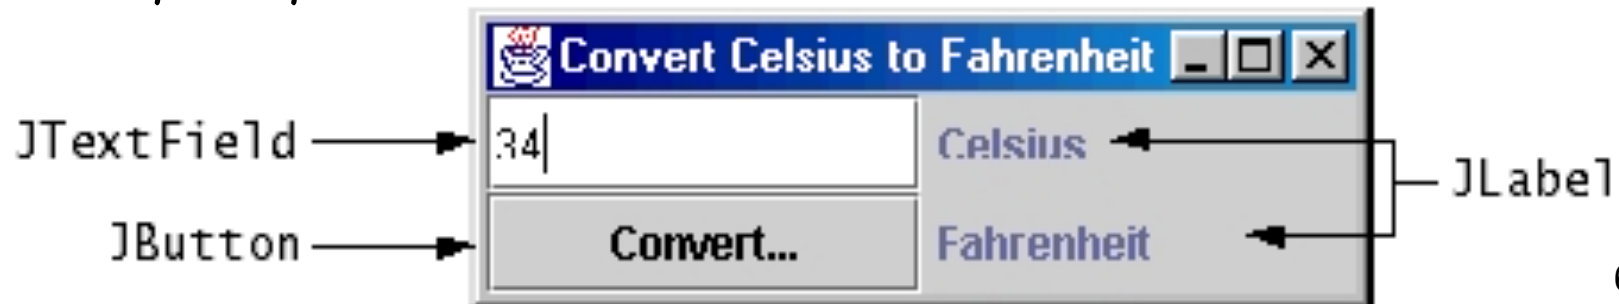 Convert Celsius to Fahrenheit
JTextField 34 Celsius JLabel
JButton Convert... Fahrenheit